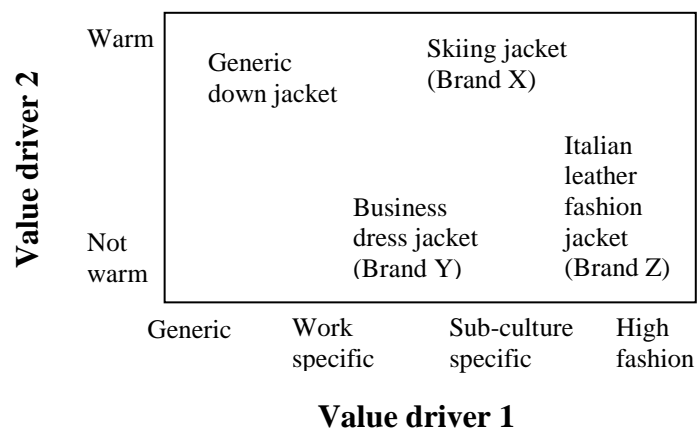 Value driver 2
Warm
Not
warm
Generic
down jacket
Skiing jacket
(Brand X)
Business
dress jacket
(Brand Y)
Italian
leather
fashion
jacket
(Brand Z)
Generic
Work
specific
Sub-culture
specific
High
fashion
Value driver 1